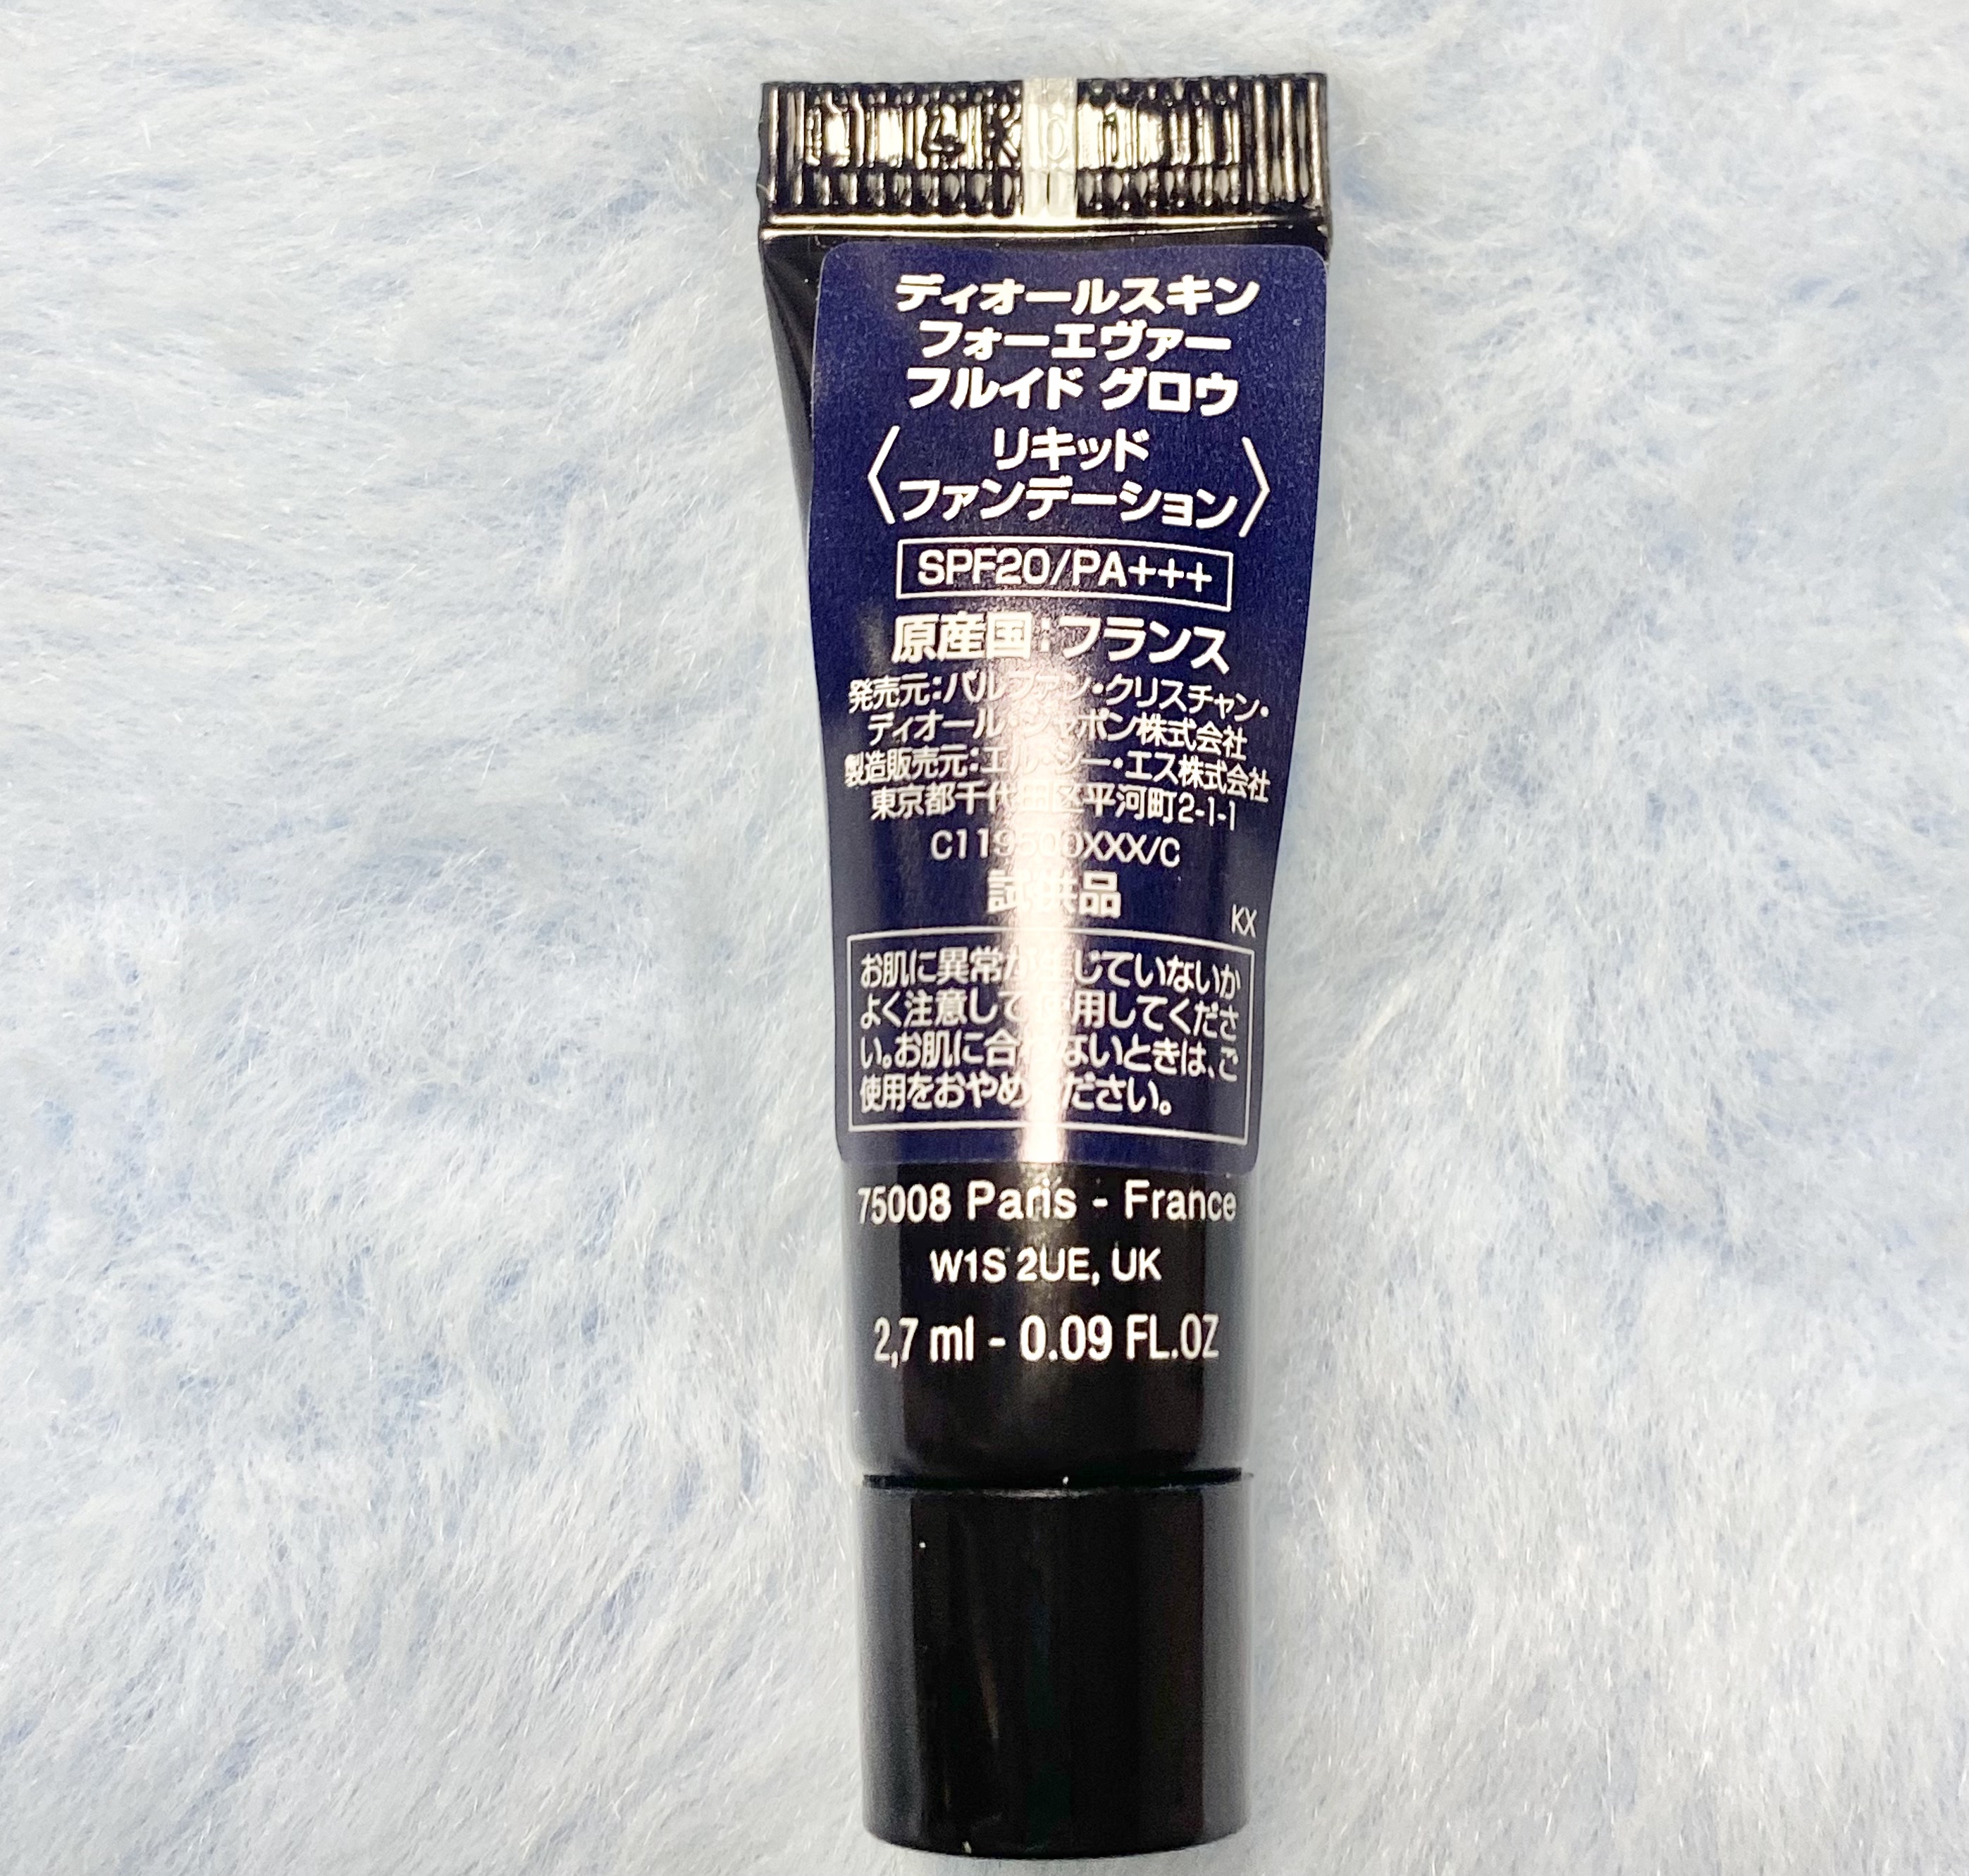 ディオールスキン
フォーエヴァー
フルイド グロウ
〈リキッド
ファンデーション〉
SPF20/PA+++
原産国:フランス
発売元:パルファン・クリスチャン・
ディオール・ジャポン株式会社
製造販売元:エル・シー・エス株式会社
東京都千代田区平河町2-1-1
C119500XXX/C
試供品
KX
お肌に異常が生じていないか
よく注意して使用してくださ
い。お肌に合わないときは、ご
使用をおやめください。
75008 Paris - France
W1S 2UE, UK
2,7 ml - 0.09 FL.OZ